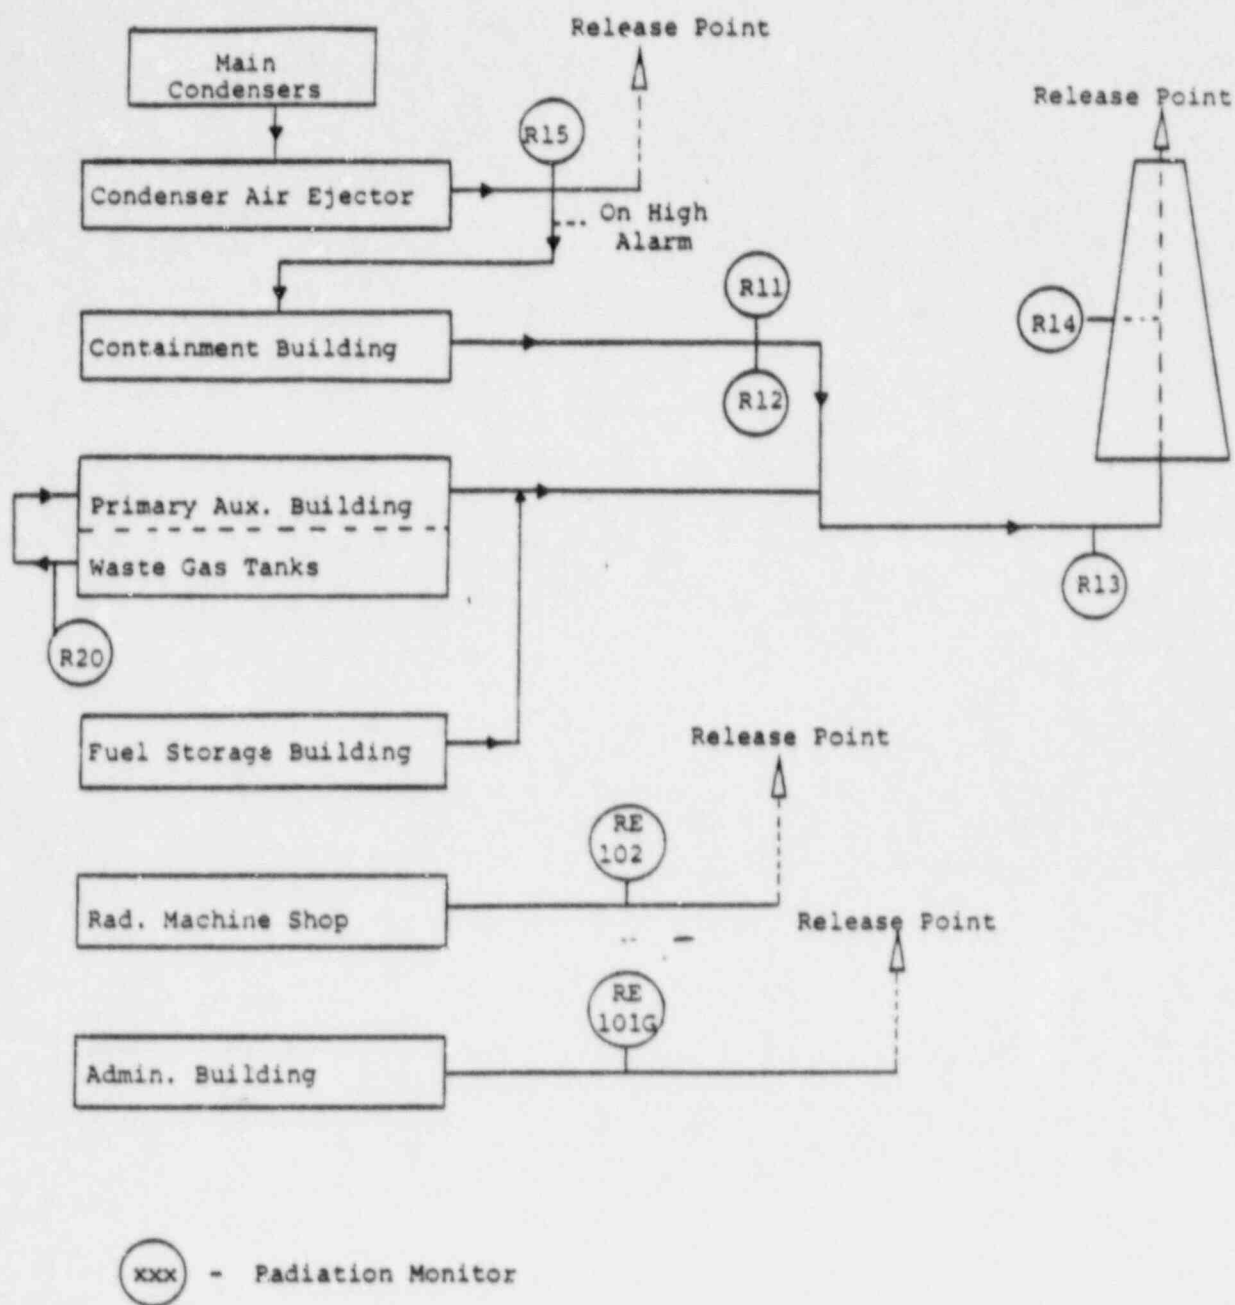 Release Point
Main
Condensers
R15
Release Point
Condenser Air Ejector
On High
Alarm
R11
R14
Containment Building
R12
Primary Aux. Building
Waste Gas Tanks
R13
R20
Fuel Storage Building
Release Point
RE
102
Rad. Machine Shop
Release Point
RE
101G
Admin. Building
xxx - Radiation Monitor